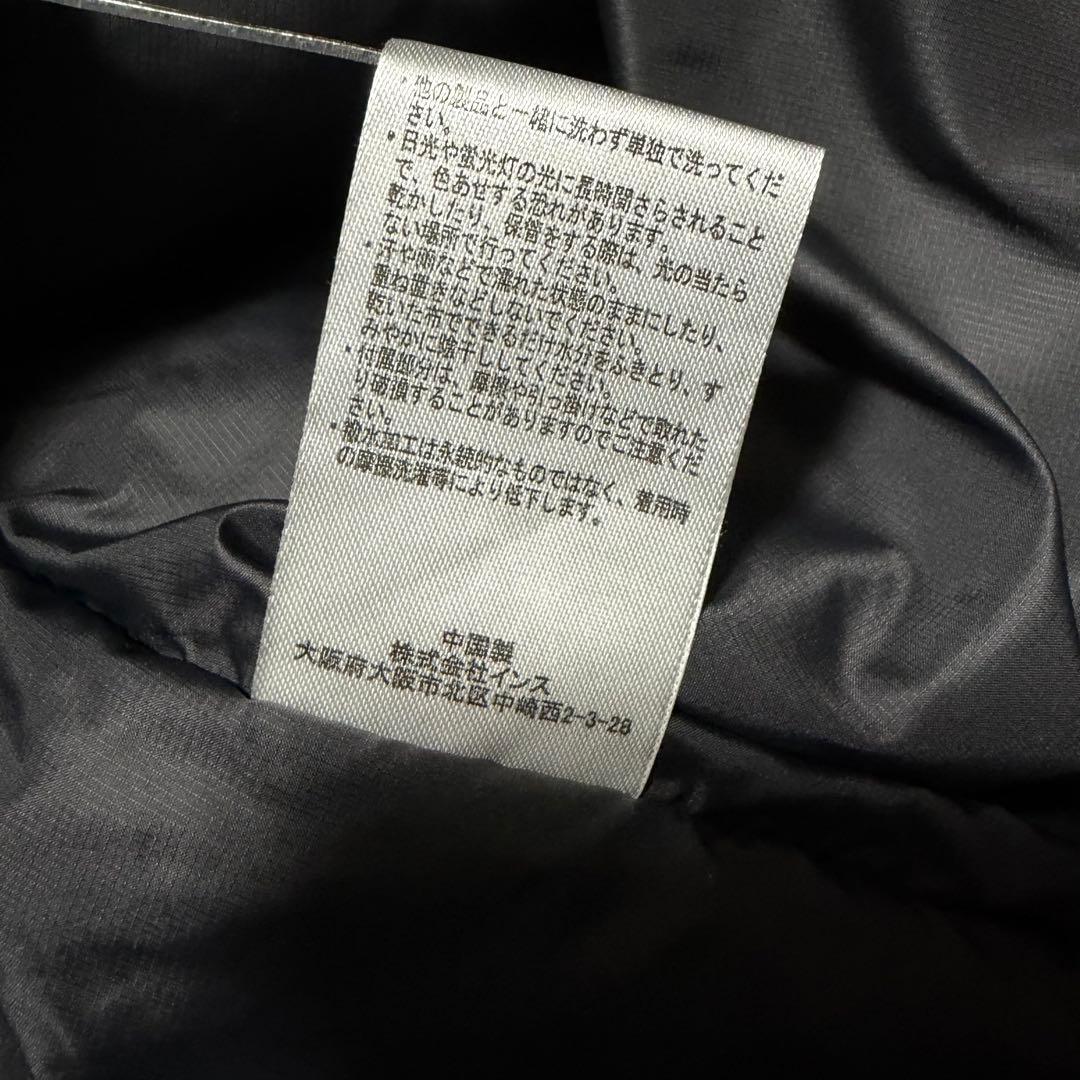 ・他の製品と一緒に洗わず単独で洗ってくだ
さい。
・日光や蛍光灯の光に長時間さらされること
で、色あせする恐れがあります。
乾かしたり、保管をする際は、光の当たら
ない場所で行ってください。
・汗や雨などで濡れた状態のままにしたり、
重ね置きなどしないでください。
乾いた布でできるだけ水分をふきとり、す
みやかに陰干ししてください。
・付属部分は、摩擦や引っ掛けなどで取れた
り破損することがありますのでご注意くだ
さい。
・撥水加工は永続的なものではなく、着用時
の摩擦洗濯等により低下します。
中国製
株式会社インス
大阪府大阪市北区中崎西2-3-28